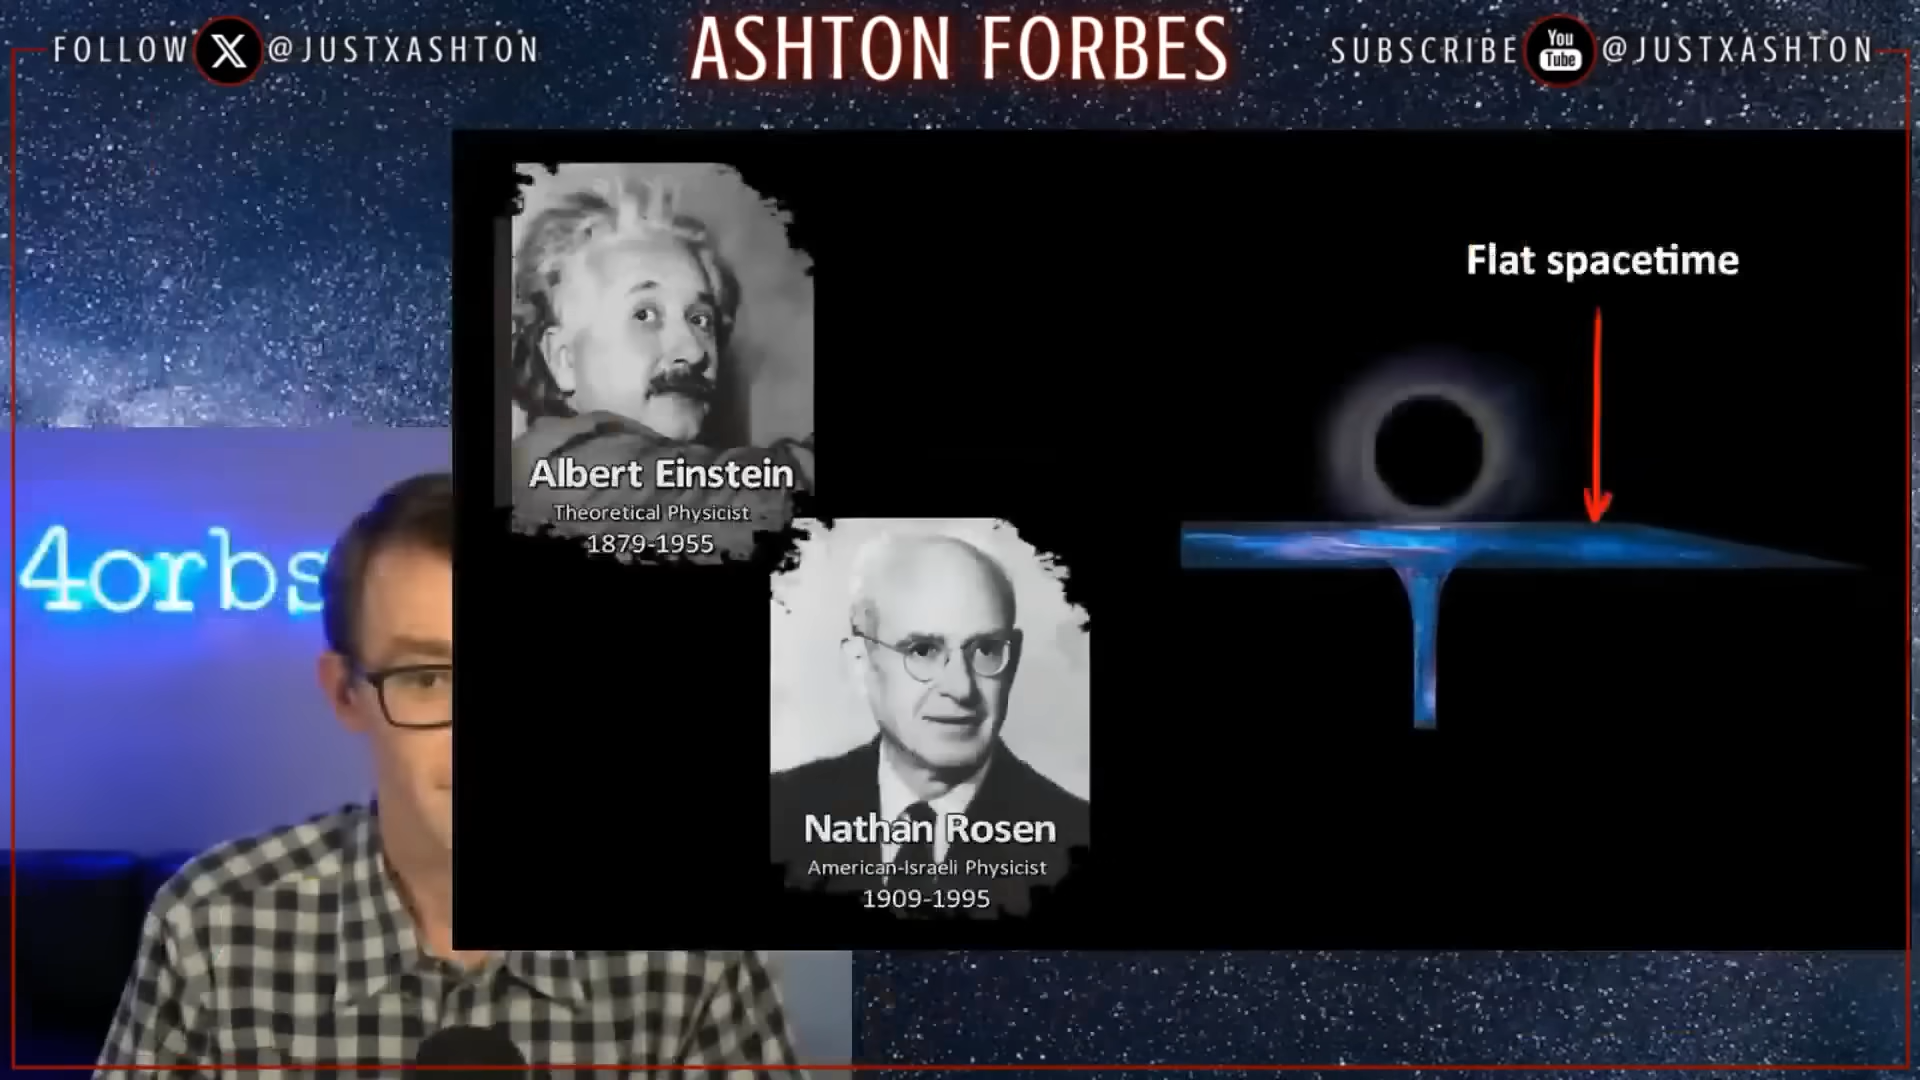 FOLLOW X @JUSTXASHTON
ASHTON FORBES
SUBSCRIBE You Tube @JUSTXASHTON
Flat spacetime
Albert Einstein
Theoretical Physicist
1879-1955
4orbs
Nathan Rosen
American-Israeli Physicist
1909-1995